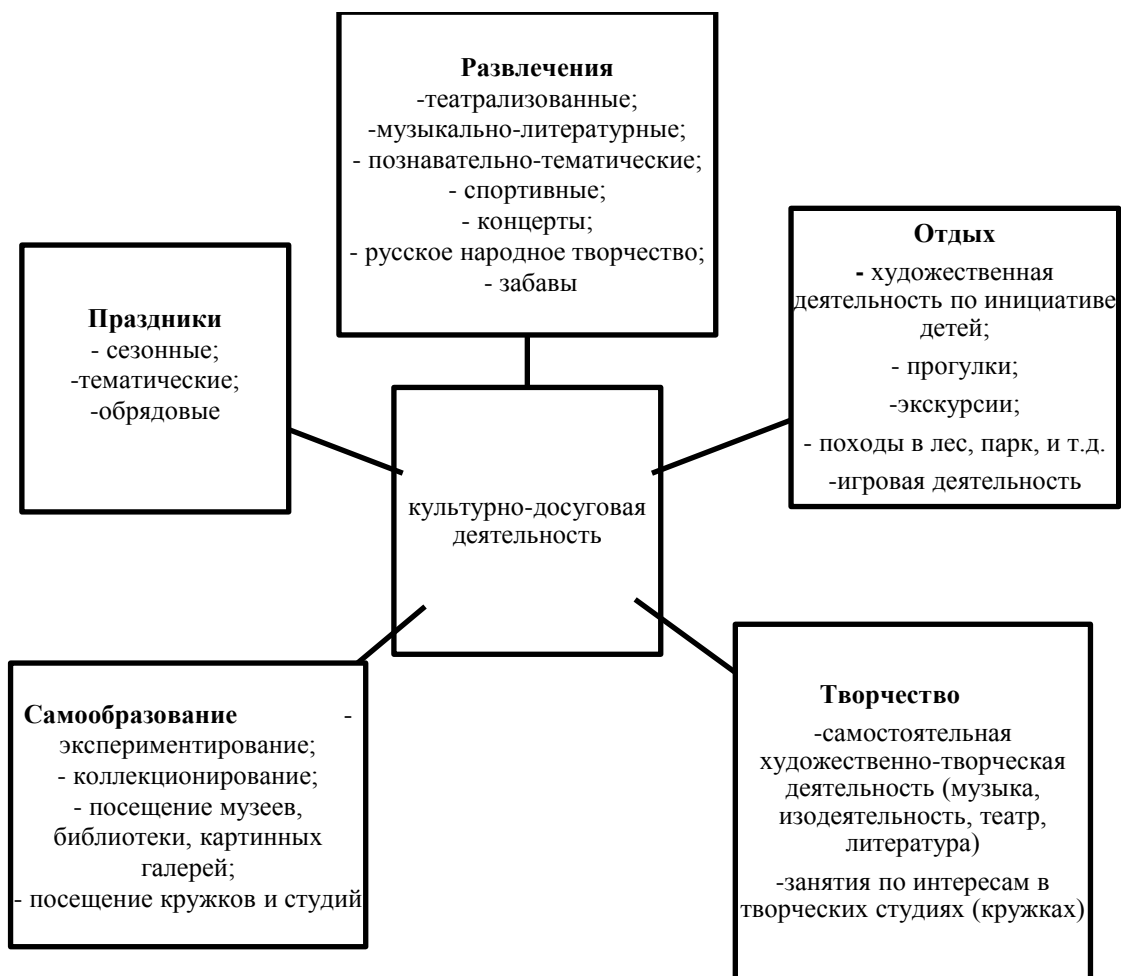 Развлечения
-театрализованные;
-музыкально-литературные;
- познавательно-тематические;
- спортивные;
- концерты;
- русское народное творчество;
- забавы
Отдых
- художественная
деятельность по инициативе
детей;
- прогулки;
-экскурсии;
- походы в лес, парк, и т.д.
-игровая деятельность
Праздники
- сезонные;
-тематические;
-обрядовые
культурно-досуговая
деятельность
Самообразование -
экспериментирование;
- коллекционирование;
- посещение музеев,
библиотеки, картинных
галерей;
- посещение кружков и студий
Творчество
-самостоятельная
художественно-творческая
деятельность (музыка,
изодеятельность, театр,
литература)
-занятия по интересам в
творческих студиях (кружках)